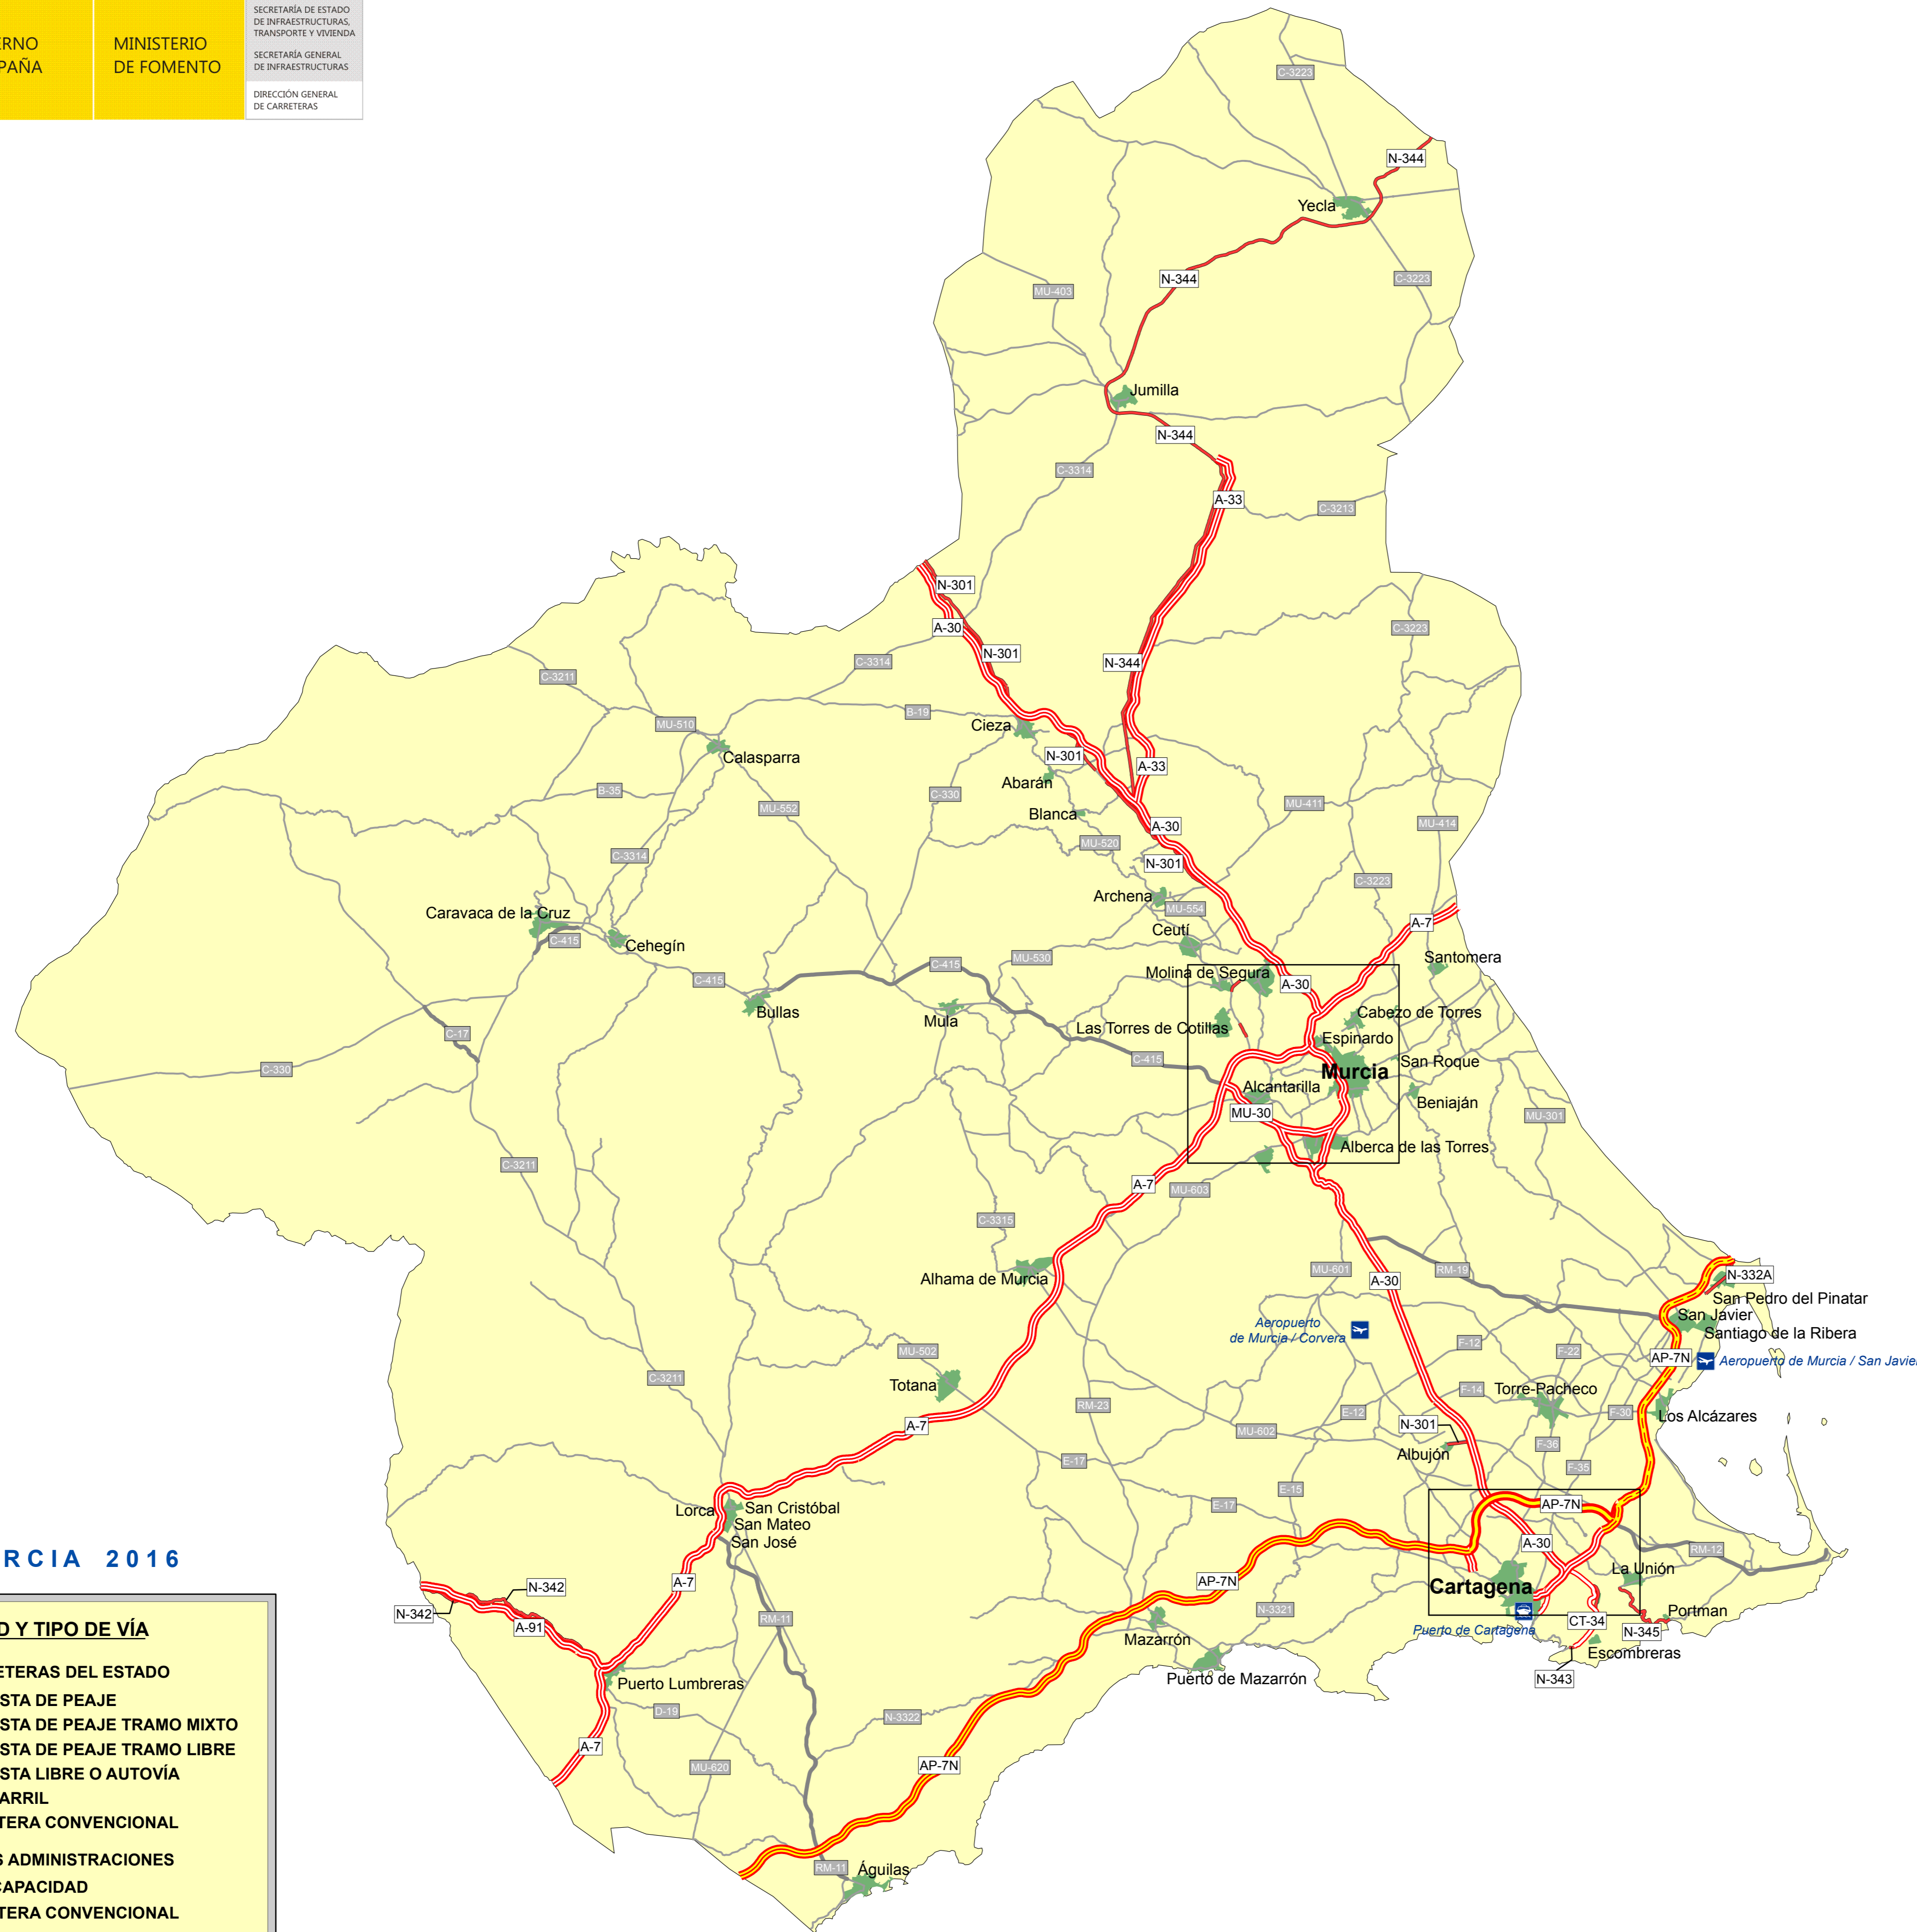 ERNO
PAÑA
MINISTERIO
DE FOMENTO
SECRETARÍA DE ESTADO
DE INFRAESTRUCTURAS,
TRANSPORTE Y VIVIENDA
SECRETARÍA GENERAL
DE INFRAESTRUCTURAS
DIRECCIÓN GENERAL
DE CARRETERAS
C-3223
N-344
Yecla
N-344
C-3223
MU-403
Jumilla
N-344
C-3314
A-33
C-3213
N-301
A-30
C-3223
N-301
C-3314
N-344
C-3211
B-19
MU-510
Cieza
N-301
Calasparra
A-33
Abarán
B-35
C-330
MU-552
MU-411
Blanca
MU-414
A-30
MU-520
C-3314
N-301
C-3223
Archena
MU-554
Caravaca de la Cruz
A-7
Ceutí
C-415
Cehegín
MU-530
Santomera
C-415
Molina de Segura
C-415
A-30
Bullas
Mula
Cabezo de Torres
Las Torres de Cotillas
C-17
Espinardo
C-415
San Roque
C-330
Murcia
Alcantarilla
Beniaján
MU-30
MU-301
Alberca de las Torres
C-3211
A-7
MU-603
C-3315
MU-601
RM-19
Alhama de Murcia
A-30
N-332A
San Pedro del Pinatar
San Javier
Aeropuerto
de Murcia / Corvera
Santiago de la Ribera
F-12
F-22
MU-502
AP-7N
Aeropuerto de Murcia / San Javier
C-3211
Totana
F-14
Torre-Pacheco
RM-23
E-12
F-30
Los Alcázares
A-7
N-301
MU-602
F-36
Albujón
E-17
F-35
E-15
Lorca
San Cristóbal
E-17
AP-7N
San Mateo
San José
A-30
RM-12
RCIA 2016
La Unión
A-7
AP-7N
Cartagena
N-342
N-342
N-3321
Portman
RM-11
CT-34
A-91
Puerto de Cartagena
N-345
D Y TIPO DE VÍA
Mazarrón
Escombreras
ETERAS DEL ESTADO
Puerto de Mazarrón
N-343
Puerto Lumbreras
STA DE PEAJE
D-19
N-3322
STA DE PEAJE TRAMO MIXTO
A-7
STA DE PEAJE TRAMO LIBRE
MU-620
AP-7N
STA LIBRE O AUTOVÍA
ARRIL
TERA CONVENCIONAL
S ADMINISTRACIONES
RM-11
Águilas
CAPACIDAD
TERA CONVENCIONAL